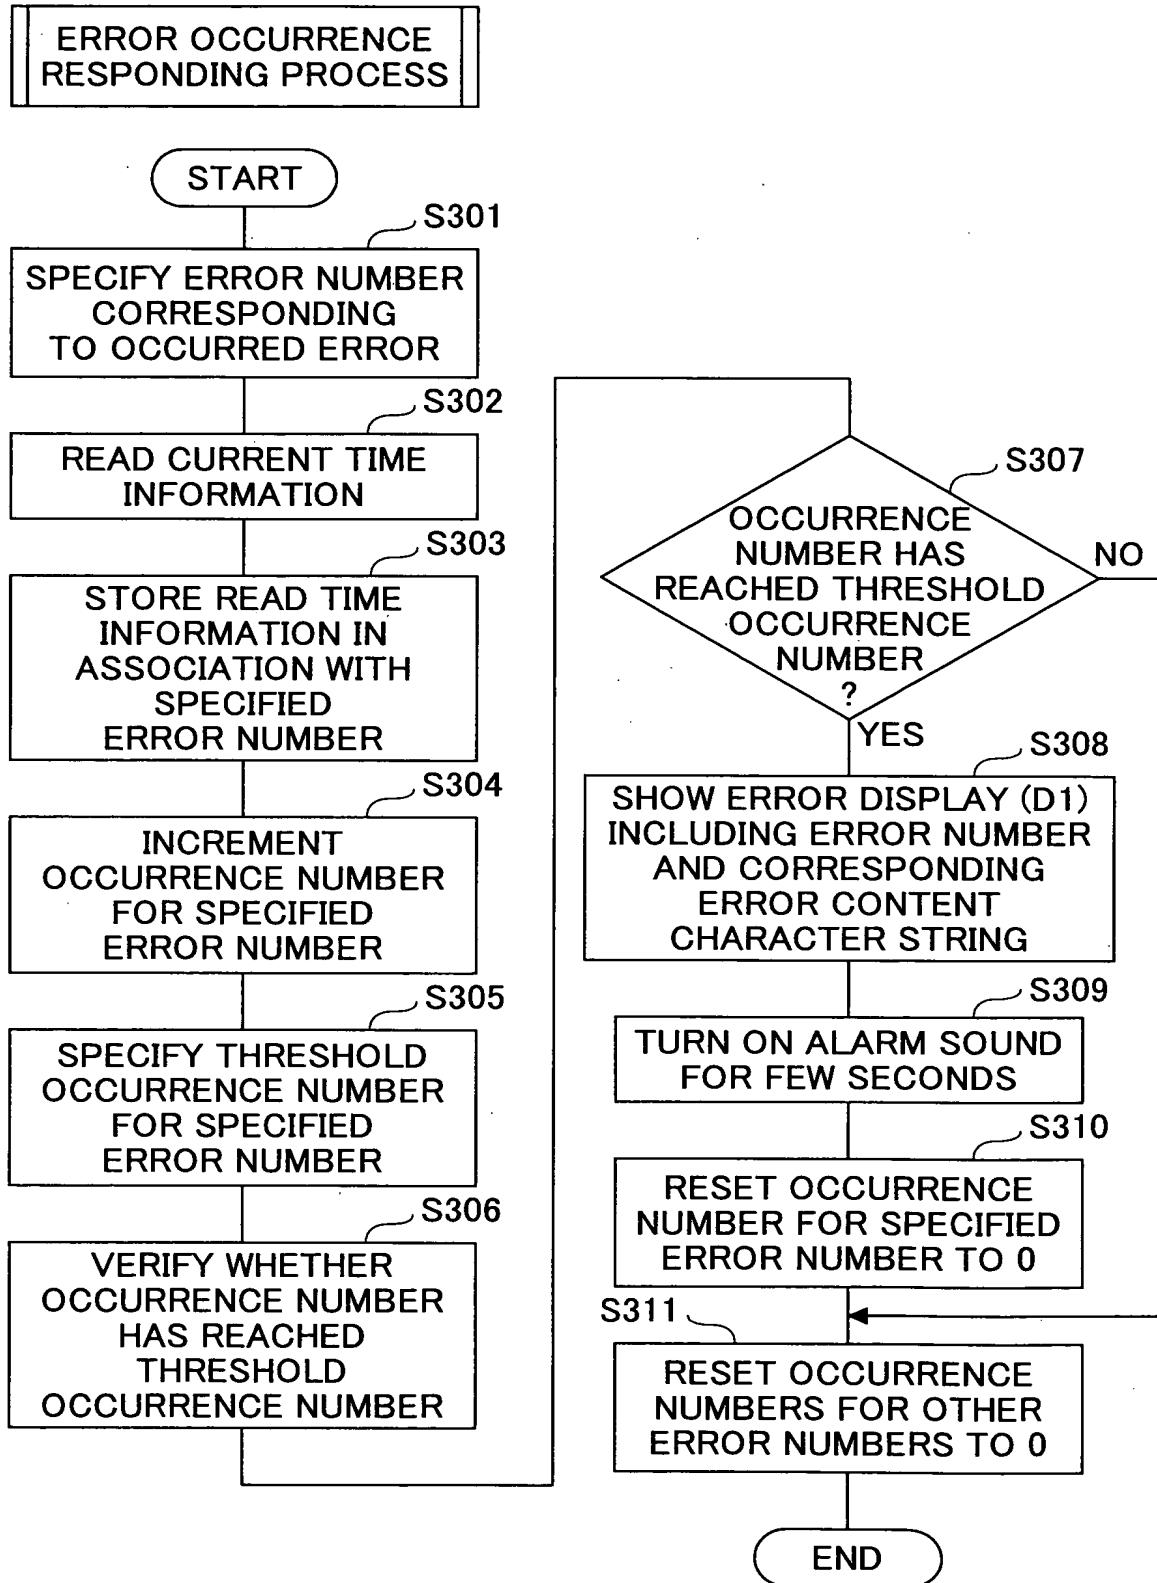 ERROR OCCURRENCE
RESPONDING PROCESS
START
S301
SPECIFY ERROR NUMBER
CORRESPONDING
TO OCCURRED ERROR
S302
READ CURRENT TIME
INFORMATION
S303
STORE READ TIME
INFORMATION IN
ASSOCIATION WITH
SPECIFIED
ERROR NUMBER
S304
INCREMENT
OCCURRENCE NUMBER
FOR SPECIFIED
ERROR NUMBER
S305
SPECIFY THRESHOLD
OCCURRENCE NUMBER
FOR SPECIFIED
ERROR NUMBER
S306
VERIFY WHETHER
OCCURRENCE NUMBER
HAS REACHED
THRESHOLD
OCCURRENCE NUMBER
S307
OCCURRENCE
NUMBER HAS
REACHED THRESHOLD
OCCURRENCE
NUMBER
?
NO
YES
S308
SHOW ERROR DISPLAY (D1)
INCLUDING ERROR NUMBER
AND CORRESPONDING
ERROR CONTENT
CHARACTER STRING
S309
TURN ON ALARM SOUND
FOR FEW SECONDS
S310
RESET OCCURRENCE
NUMBER FOR SPECIFIED
ERROR NUMBER TO 0
S311
RESET OCCURRENCE
NUMBERS FOR OTHER
ERROR NUMBERS TO 0
END